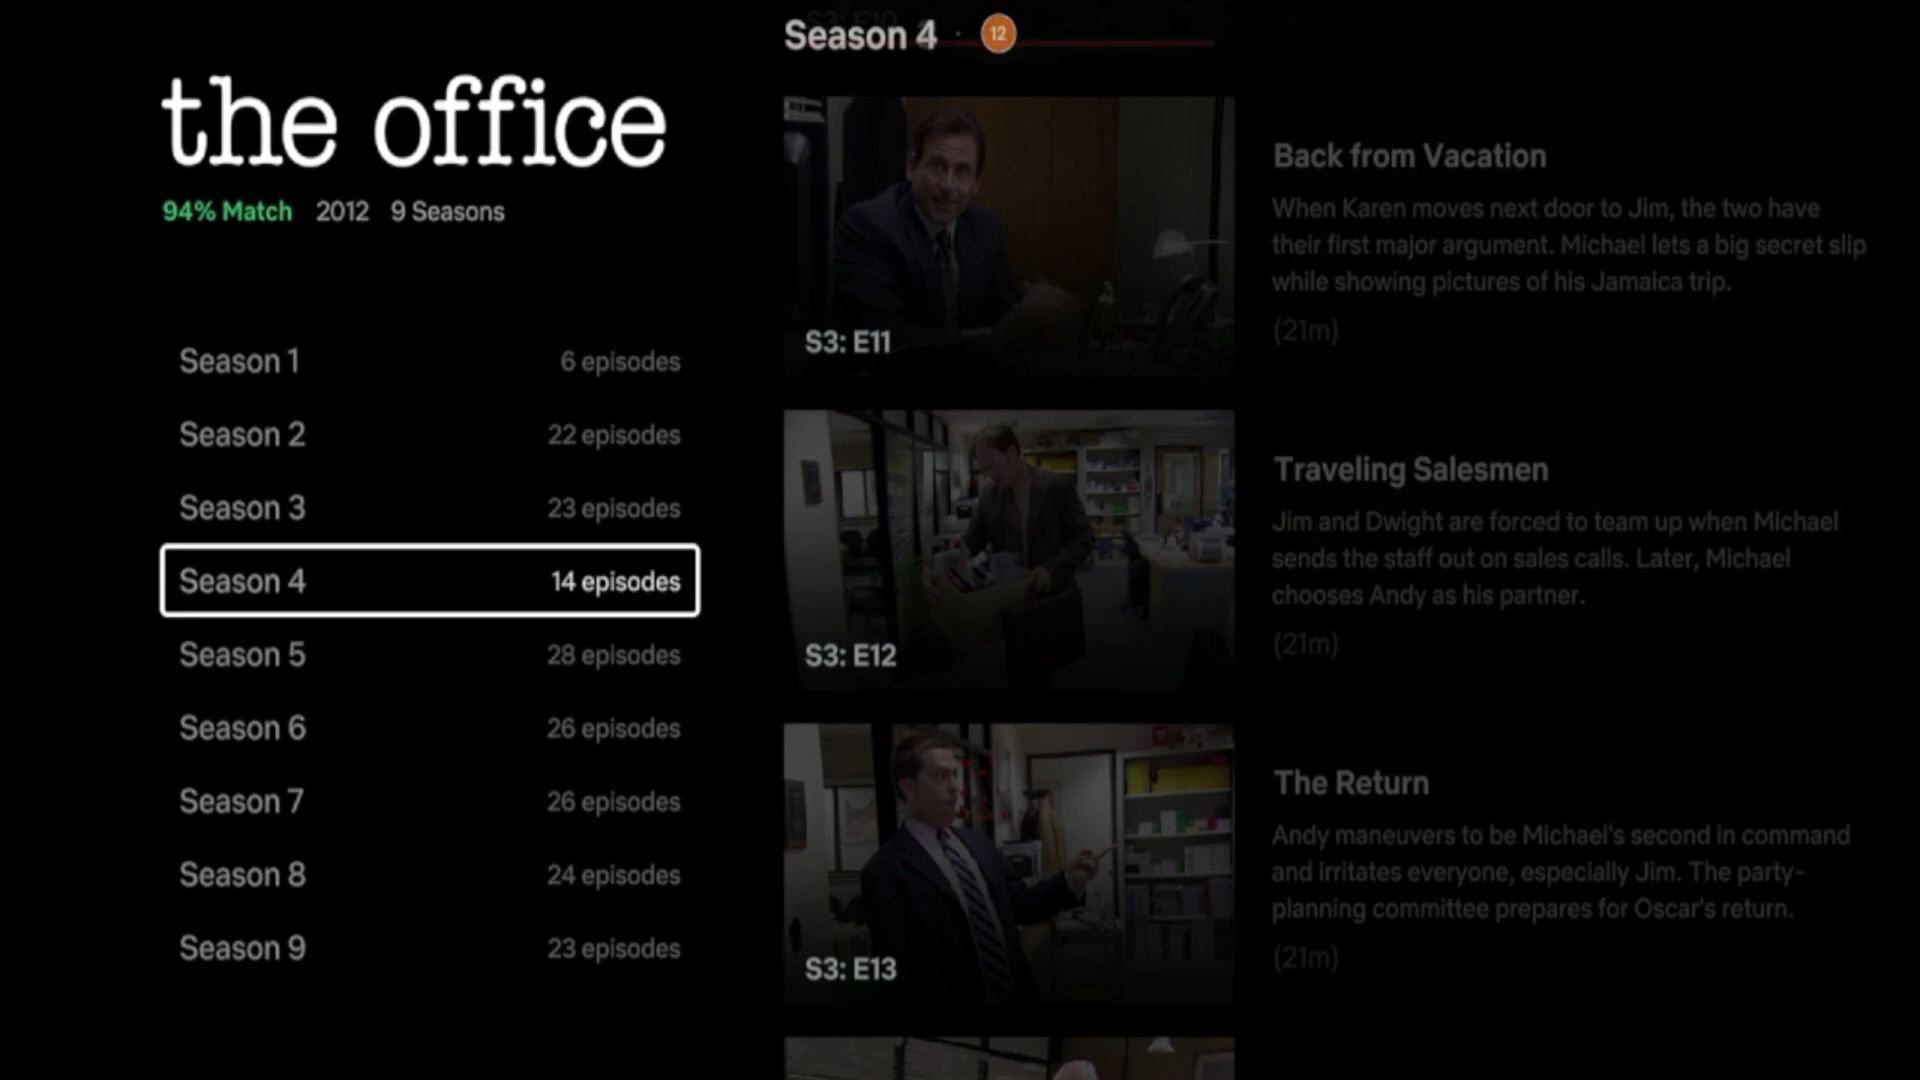 the office
94% Match 2012 9 Seasons
Season 1 6 episodes
Season 2 22 episodes
Season 3 23 episodes
Season 4 14 episodes
Season 5 28 episodes
Season 6 26 episodes
Season 7 26 episodes
Season 8 24 episodes
Season 9 23 episodes
S3: E10
Season 4 · 12
S3: E11
Back from Vacation
When Karen moves next door to Jim, the two have
their first major argument. Michael lets a big secret slip
while showing pictures of his Jamaica trip.
(21m)
S3: E12
Traveling Salesmen
Jim and Dwight are forced to team up when Michael
sends the staff out on sales calls. Later, Michael
chooses Andy as his partner.
(21m)
S3: E13
The Return
Andy maneuvers to be Michael's second in command
and irritates everyone, especially Jim. The party-
planning committee prepares for Oscar's return.
(21m)